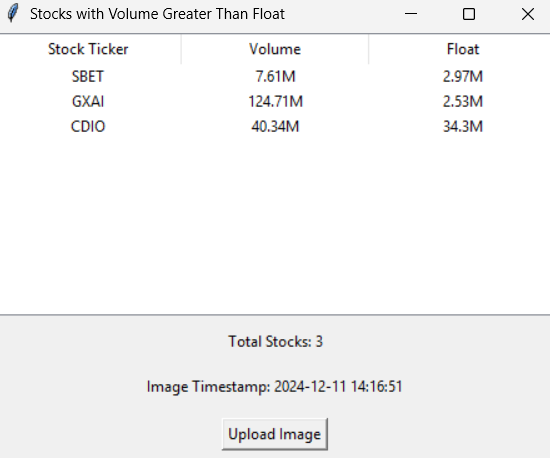 Stocks with Volume Greater Than Float
Stock Ticker Volume Float
SBET 7.61M 2.97M
GXAI 124.71M 2.53M
CDIO 40.34M 34.3M
Total Stocks: 3
Image Timestamp: 2024-12-11 14:16:51
Upload Image